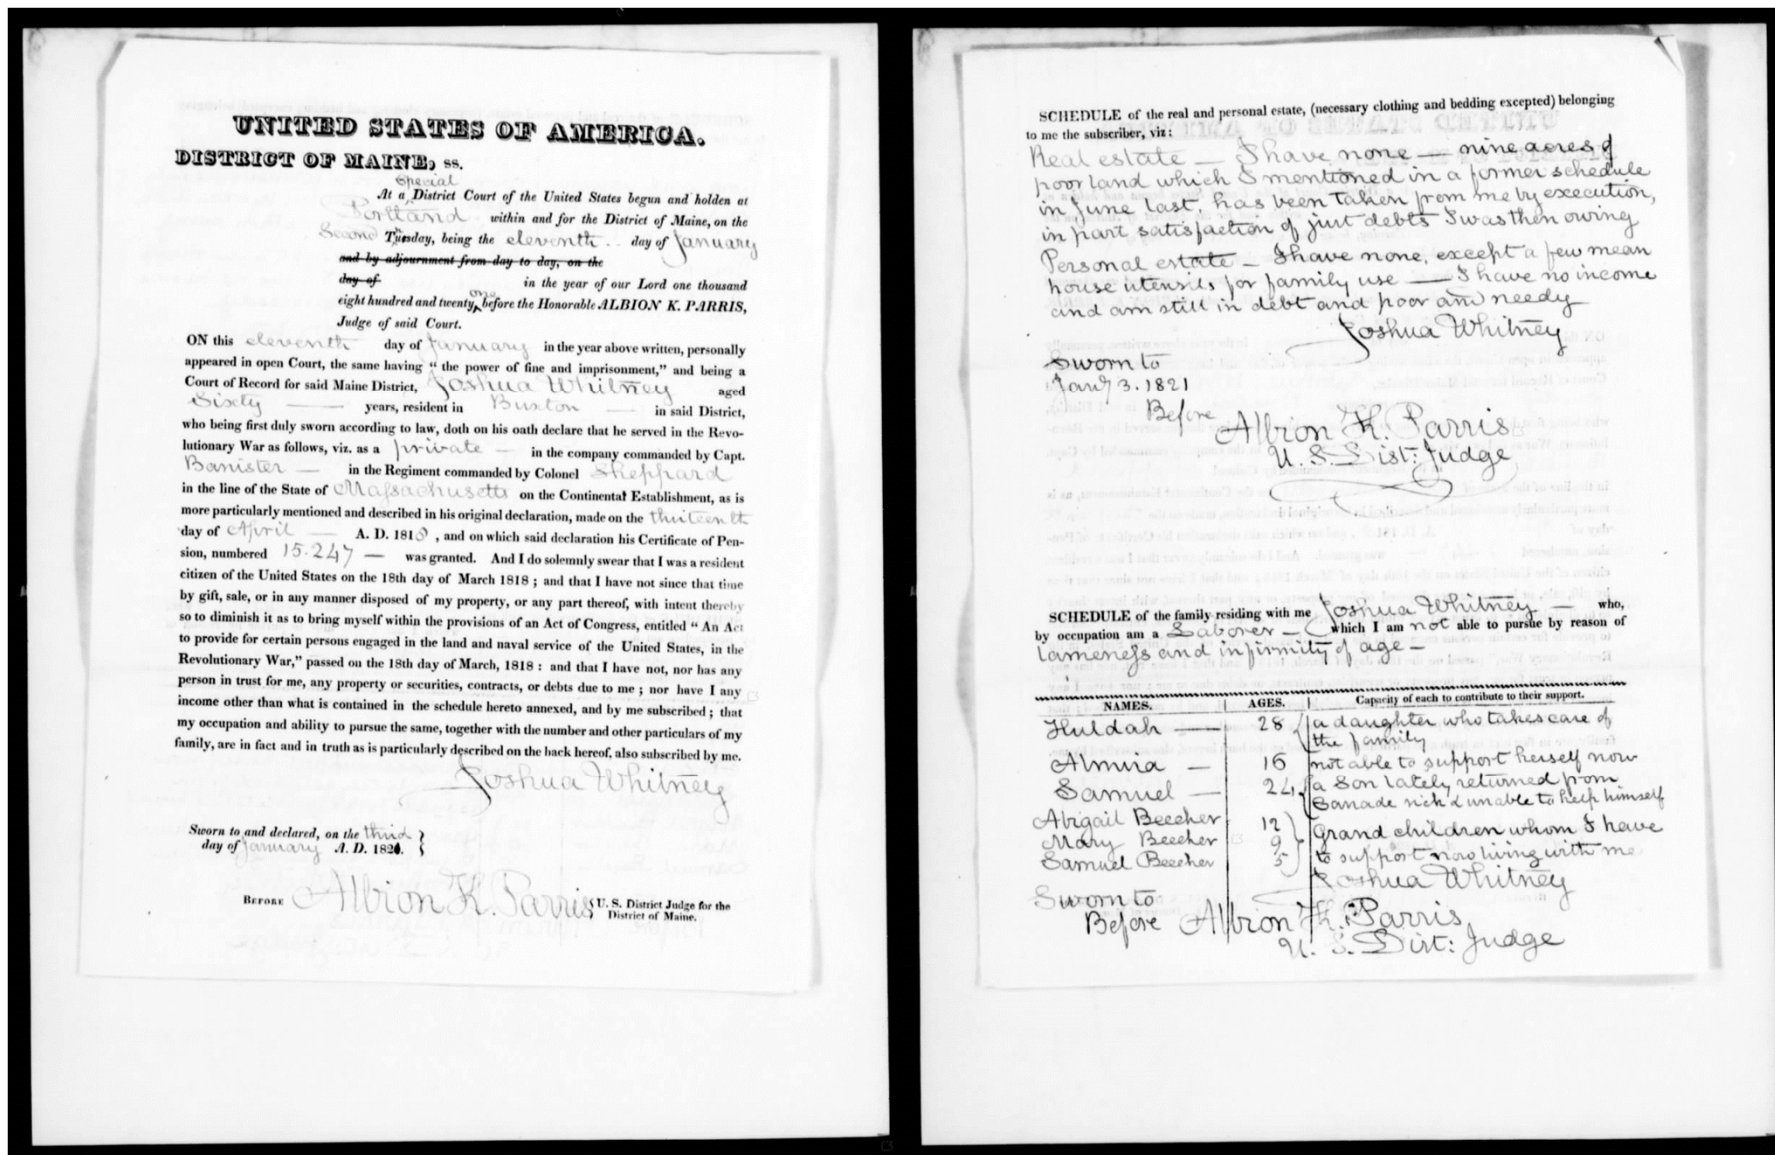 UNITED STATES OF AMERICA.
DISTRICT OF MAINE, ss.
Special
At a District Court of the United States begun and holden at
Portland within and for the District of Maine, on the
Second Tuesday, being the eleventh day of January
and by adjournment from day to day, on the
day of in the year of our Lord one thousand
one
eight hundred and twenty, before the Honorable ALBION K. PARRIS,
Judge of said Court.
ON this eleventh day of January in the year above written, personally
appeared in open Court, the same having "the power of fine and imprisonment," and being a
Court of Record for said Maine District, Joshua Whitney aged
Sixty years, resident in Buxton in said District,
who being first duly sworn according to law, doth on his oath declare that he served in the Revo-
lutionary War as follows, viz. as a private in the company commanded by Capt.
Banister in the Regiment commanded by Colonel Sheppard
in the line of the State of Massachusetts on the Continental Establishment, as is
more particularly mentioned and described in his original declaration, made on the thirteenth
day of April A. D. 1818, and on which said declaration his Certificate of Pen-
sion, numbered 15.247 was granted. And I do solemnly swear that I was a resident
citizen of the United States on the 18th day of March 1818; and that I have not since that time
by gift, sale, or in any manner disposed of my property, or any part thereof, with intent thereby
so to diminish it as to bring myself within the provisions of an Act of Congress, entitled "An Act
to provide for certain persons engaged in the land and naval service of the United States, in the
Revolutionary War," passed on the 18th day of March, 1818: and that I have not, nor has any
person in trust for me, any property or securities, contracts, or debts due to me; nor have I any
income other than what is contained in the schedule hereto annexed, and by me subscribed; that
my occupation and ability to pursue the same, together with the number and other particulars of my
family, are in fact and in truth as is particularly described on the back hereof, also subscribed by me.
Joshua Whitney
Sworn to and declared, on the third
day of January A. D. 1821.
BEFORE Albion K. Parris U. S. District Judge for the
District of Maine.
SCHEDULE of the real and personal estate, (necessary clothing and bedding excepted) belonging
to me the subscriber, viz:
Real estate — I have none — nine acres of
poor land which I mentioned in a former schedule
in June last, has been taken from me by execution,
in part satisfaction of just debts I was then owing
Personal estate — I have none, except a few mean
house utensils for family use — I have no income
and am still in debt and poor and needy
Joshua Whitney
Sworn to
Jany 3. 1821
Before
Albion K. Parris
U. S. Dist: Judge
SCHEDULE of the family residing with me Joshua Whitney — who,
by occupation am a Laborer — which I am not able to pursue by reason of
lameness and infirmity of age —
NAMES. AGES. Capacity of each to contribute to their support.
Huldah — 28 a daughter who takes care of
the family
Almira — 16 not able to support herself now
Samuel — 24 a Son lately returned from
Canade sick & unable to help himself
Abigail Beecher 12
Mary Beecher 9 Grand children whom I have
Samuel Beecher 5 to support now living with me
Joshua Whitney
Sworn to
Before Albion K. Parris
U. S. Dist: Judge